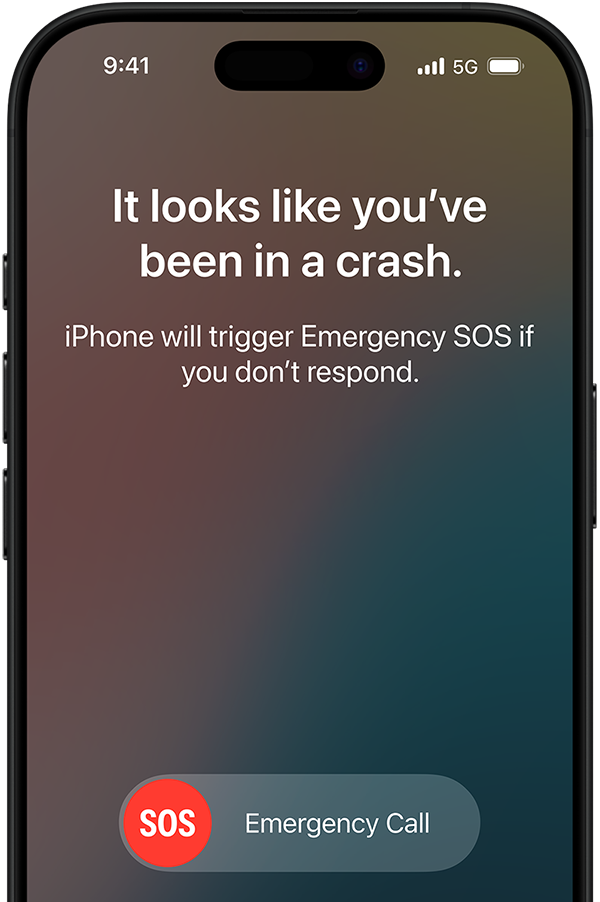 9:41
5G
It looks like you’ve
been in a crash.
iPhone will trigger Emergency SOS if
you don’t respond.
SOS
Emergency Call